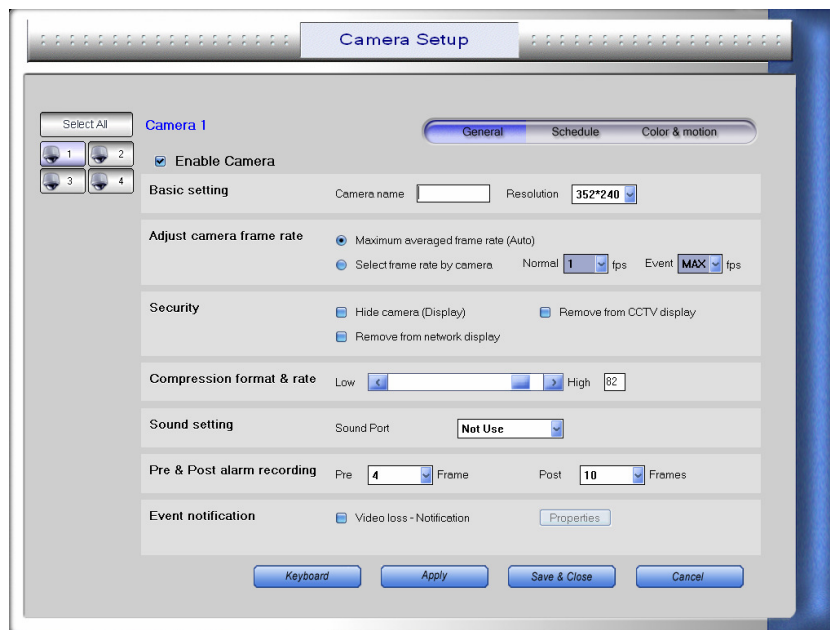 Camera Setup
Select All
1 2
3 4
Camera 1
General Schedule Color & motion
Enable Camera
Basic setting Camera name Resolution 352*240
Adjust camera frame rate Maximum averaged frame rate (Auto)
Select frame rate by camera Normal 1 fps Event MAX fps
Security Hide camera (Display) Remove from CCTV display
Remove from network display
Compression format & rate Low High 82
Sound setting Sound Port Not Use
Pre & Post alarm recording Pre 4 Frame Post 10 Frames
Event notification Video loss - Notification Properties
Keyboard Apply Save & Close Cancel